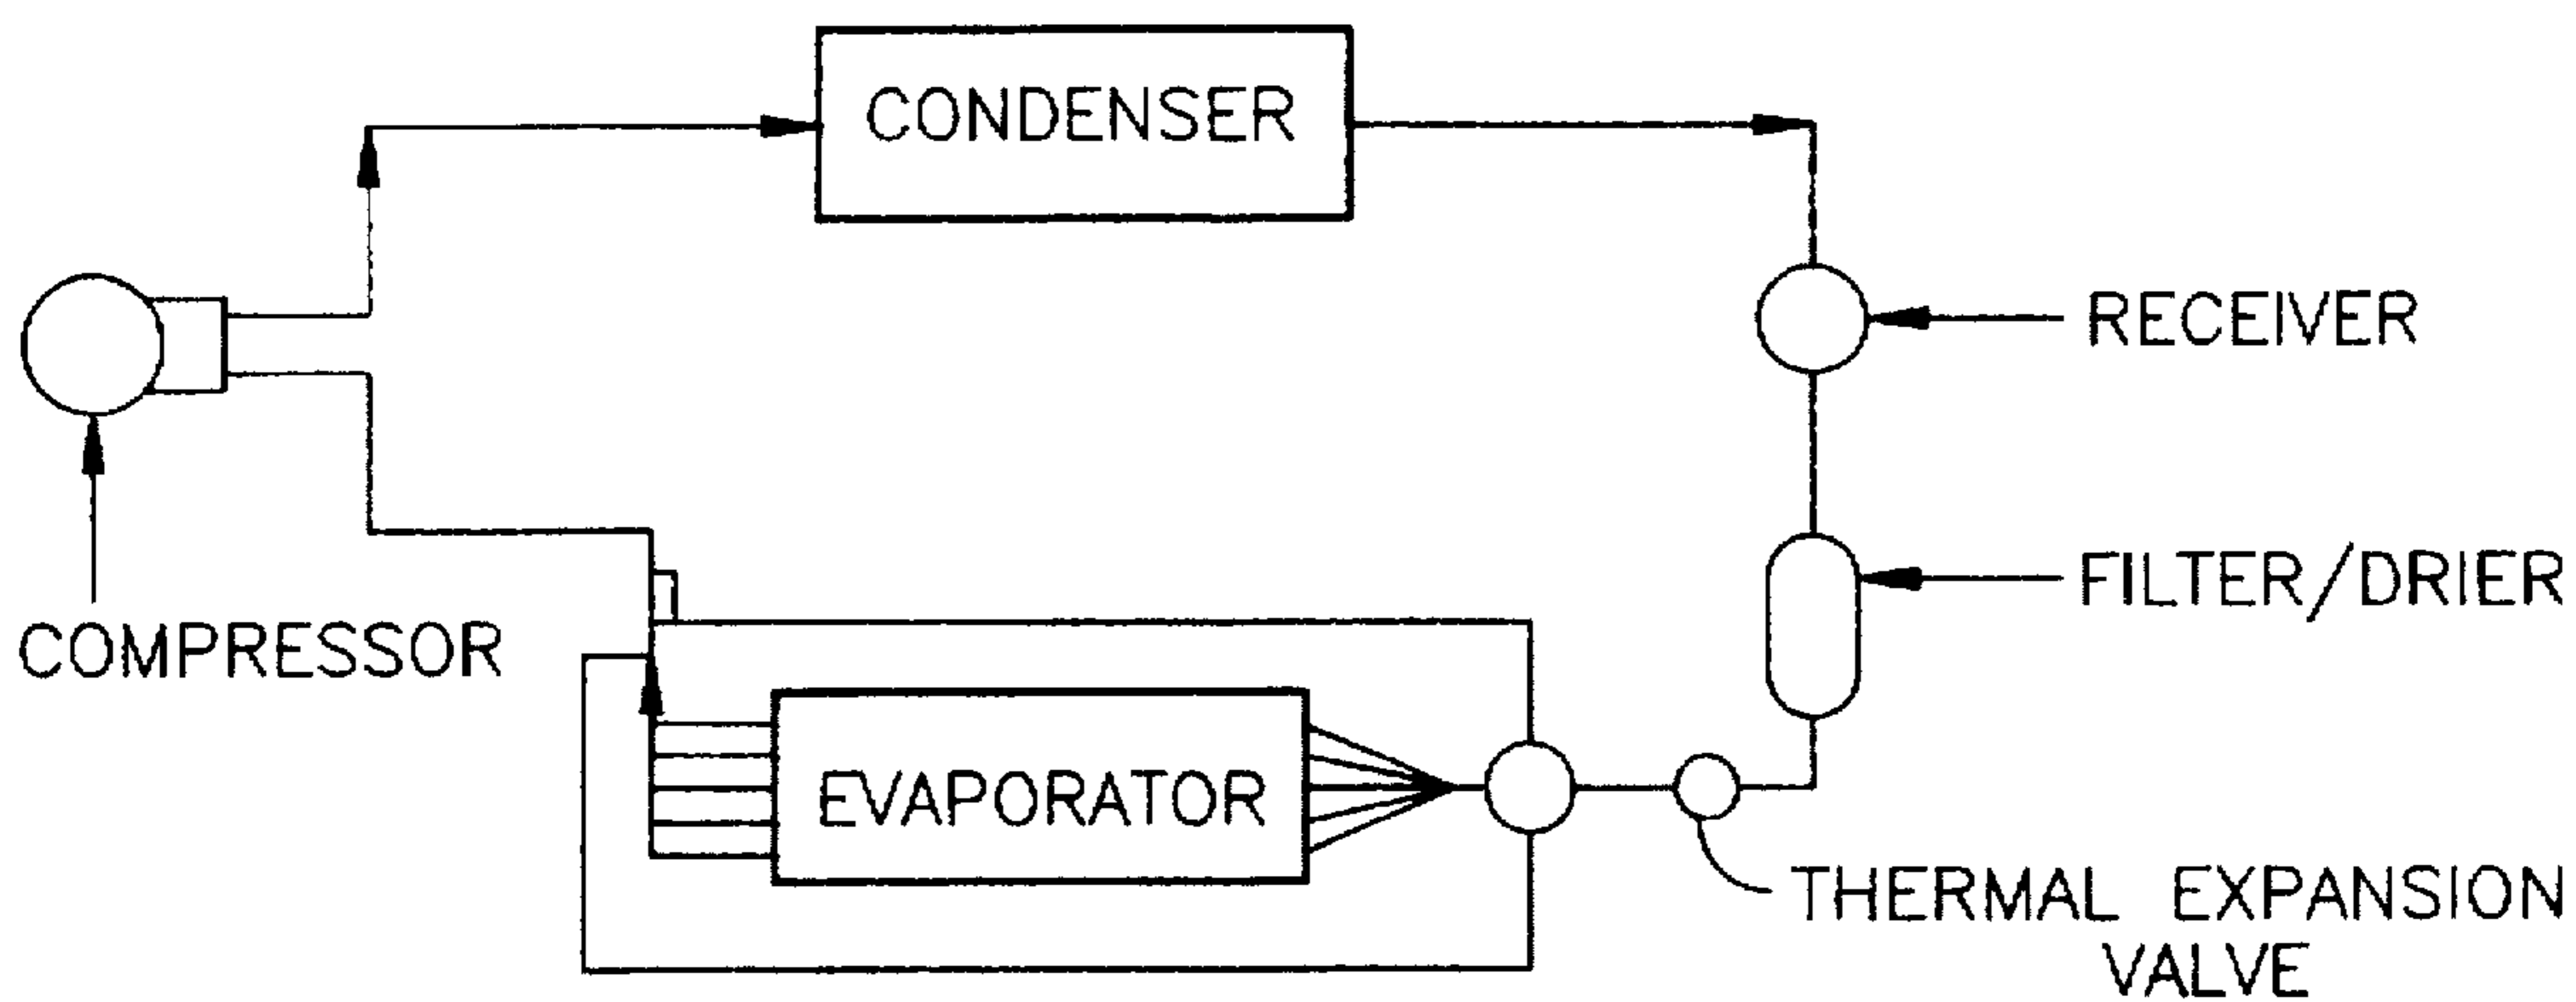 CONDENSER
RECEIVER
FILTER/DRIER
COMPRESSOR
EVAPORATOR
THERMAL EXPANSION
VALVE